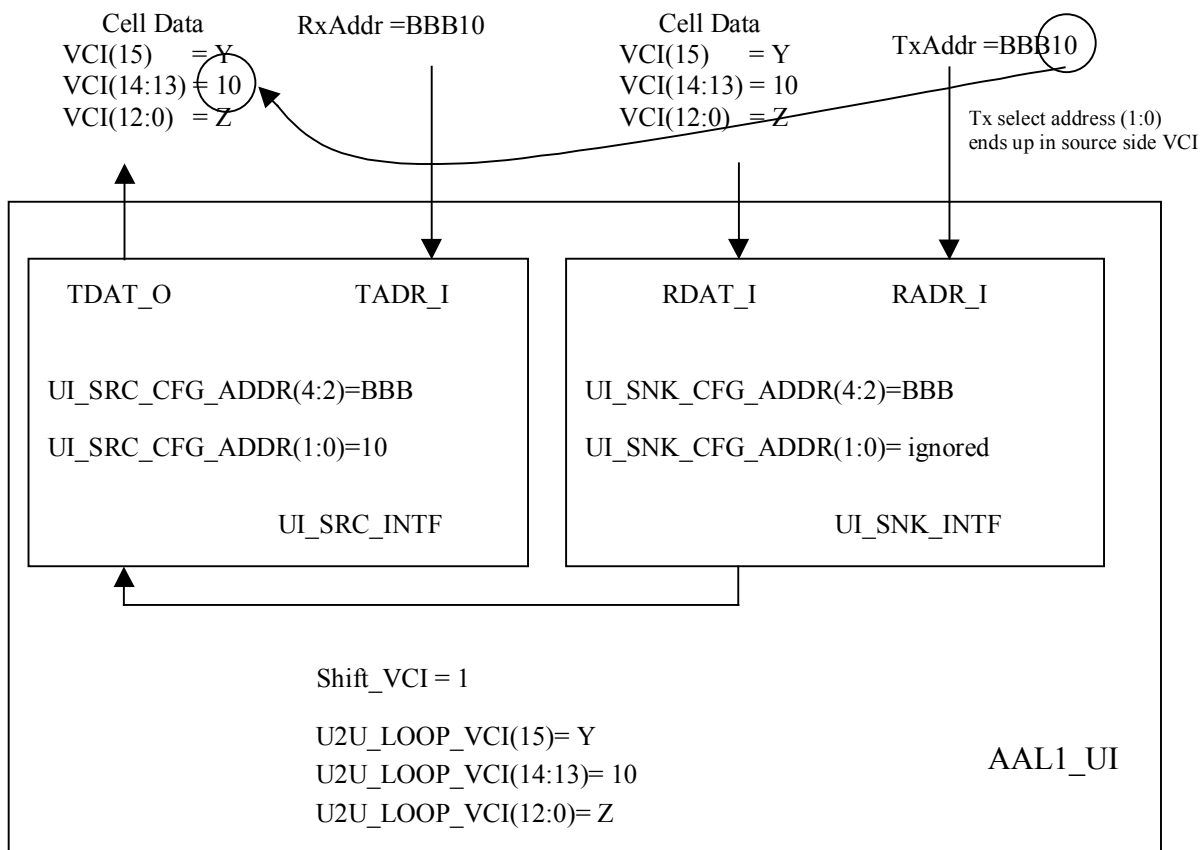 Cell Data
VCI(15) = Y
VCI(14:13) = 10
VCI(12:0) = Z
RxAddr =BBB10
Cell Data
VCI(15) = Y
VCI(14:13) = 10
VCI(12:0) = Z
TxAddr =BBB10
Tx select address (1:0)
ends up in source side VCI
TDAT_O TADR_I
UI_SRC_CFG_ADDR(4:2)=BBB
UI_SRC_CFG_ADDR(1:0)=10
UI_SRC_INTF
RDAT_I RADR_I
UI_SNK_CFG_ADDR(4:2)=BBB
UI_SNK_CFG_ADDR(1:0)= ignored
UI_SNK_INTF
Shift_VCI = 1
U2U_LOOP_VCI(15)= Y
U2U_LOOP_VCI(14:13)= 10
U2U_LOOP_VCI(12:0)= Z
AAL1_UI